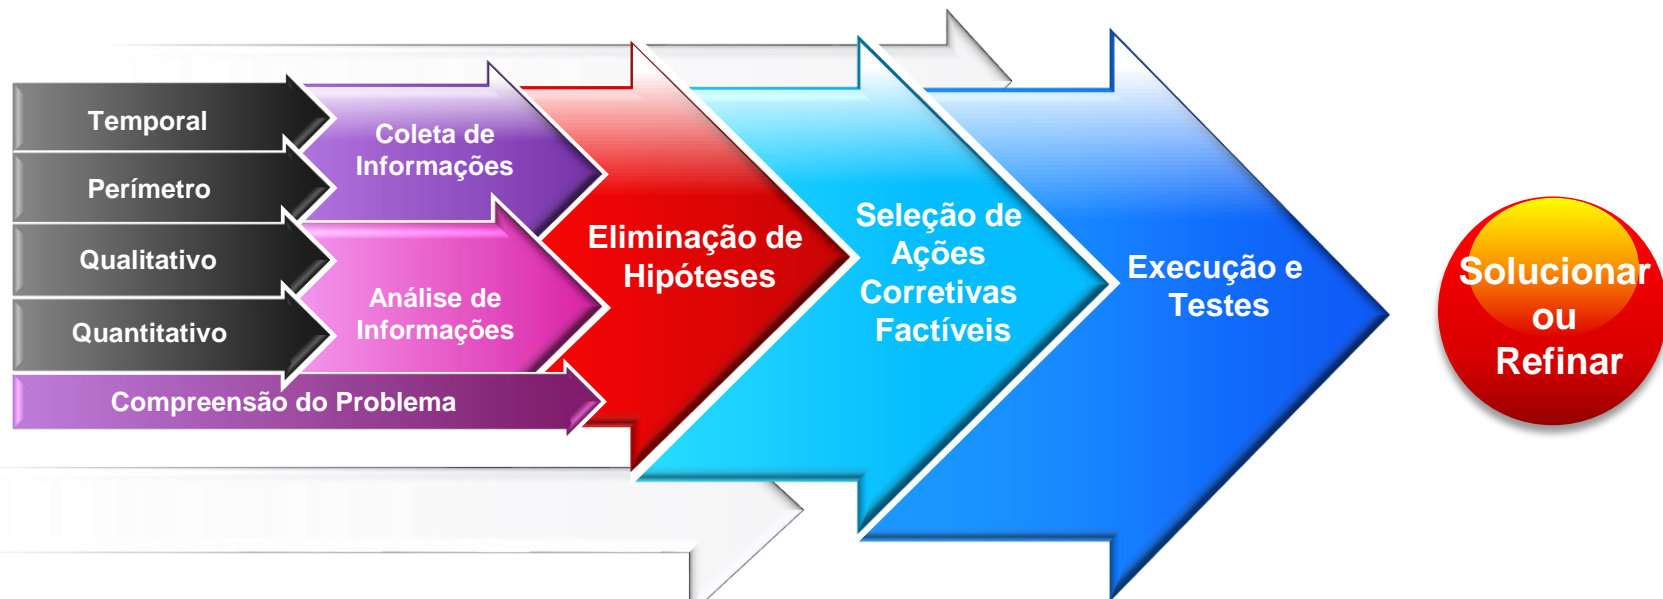 Temporal
Perímetro
Qualitativo
Quantitativo
Compreensão do Problema
Coleta de
Informações
Análise de
Informações
Eliminação de
Hipóteses
Seleção de
Ações
Corretivas
Factíveis
Execução e
Testes
Solucionar
ou
Refinar